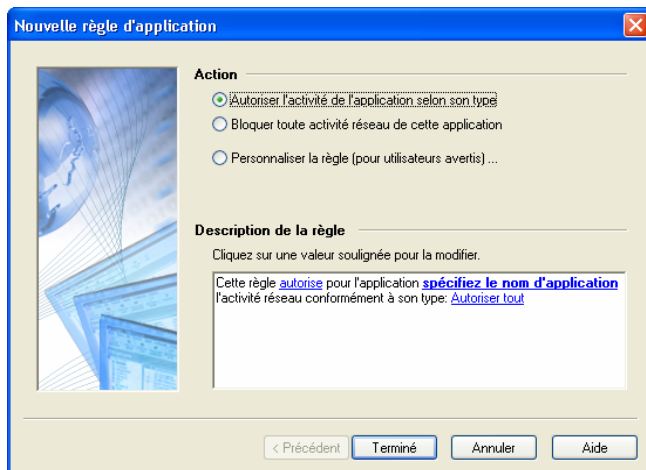 Nouvelle règle d'application
Action
Autoriser l'activité de l'application selon son type
Bloquer toute activité réseau de cette application
Personnaliser la règle (pour utilisateurs avertis) ...
Description de la règle
Cliquez sur une valeur soulignée pour la modifier.
Cette règle autorise pour l'application spécifiez le nom d'application
l'activité réseau conformément à son type: Autoriser tout
< Précédent Terminé Annuler Aide